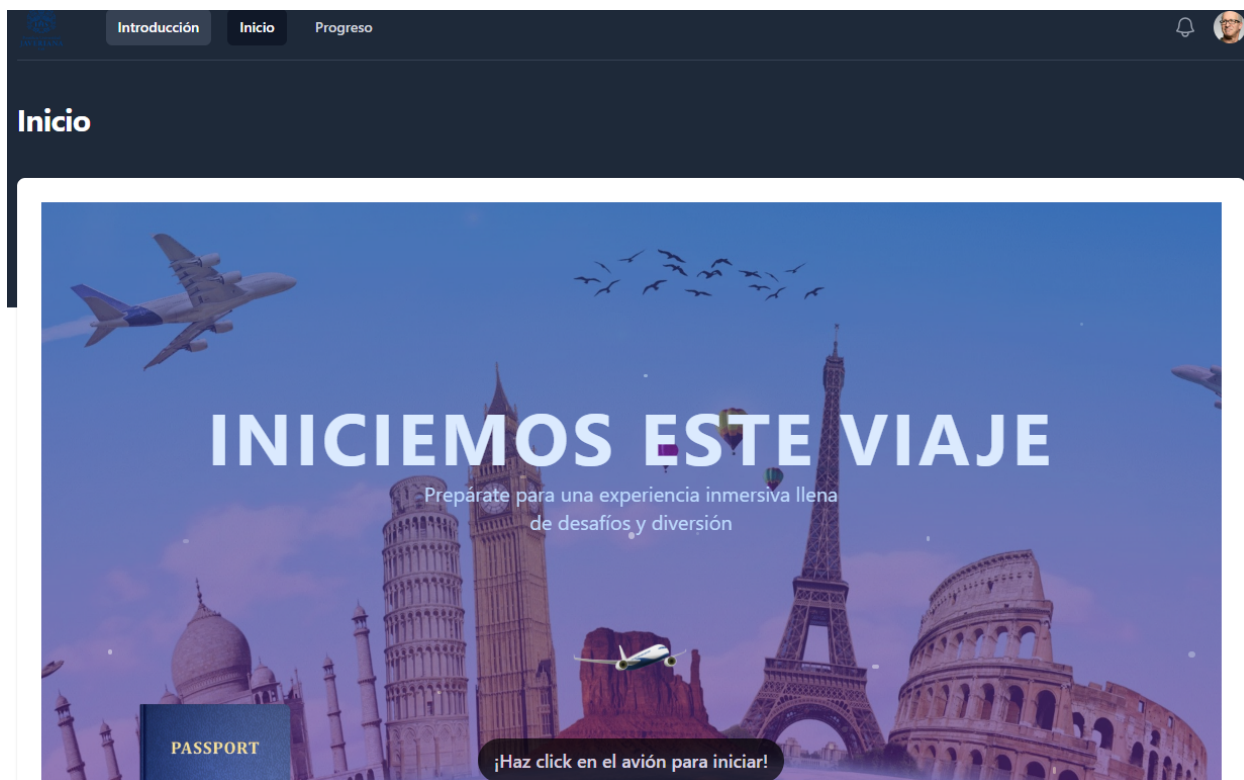 Introducción
Inicio
Progreso
Inicio
INICIEMOS ESTE VIAJE
Prepárate para una experiencia inmersiva llena
de desafíos y diversión
PASSPORT
¡Haz click en el avión para iniciar!